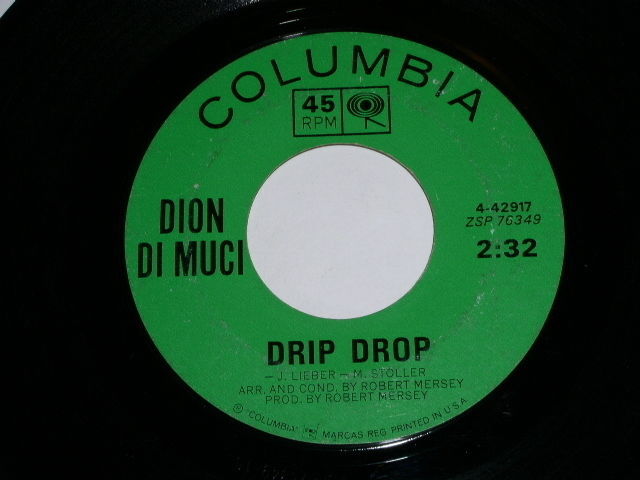 COLUMBIA
45
RPM
DION
DI MUCI
4-42917
ZSP 76349
2:32
DRIP DROP
- J. LIEBER - M. STOLLER
ARR. AND COND. BY ROBERT MERSEY
PROD. BY ROBERT MERSEY
Ⓟ "COLUMBIA" MARCAS REG. PRINTED IN U.S.A.